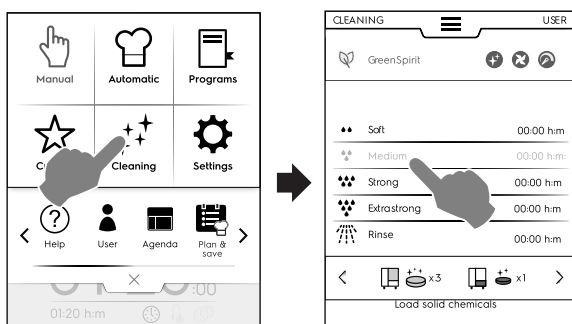 Manual Automatic Programs
Cleaning Settings
Help User Agenda Plan &
save
:00
01:20 h:m
CLEANING USER
GreenSpirit
Soft 00:00 h:m
Medium 00:00 h:m:
Strong 00:00 h:m
Extrastrong 00:00 h:m
Rinse 00:00 h:m
x3 x1
Load solid chemicals